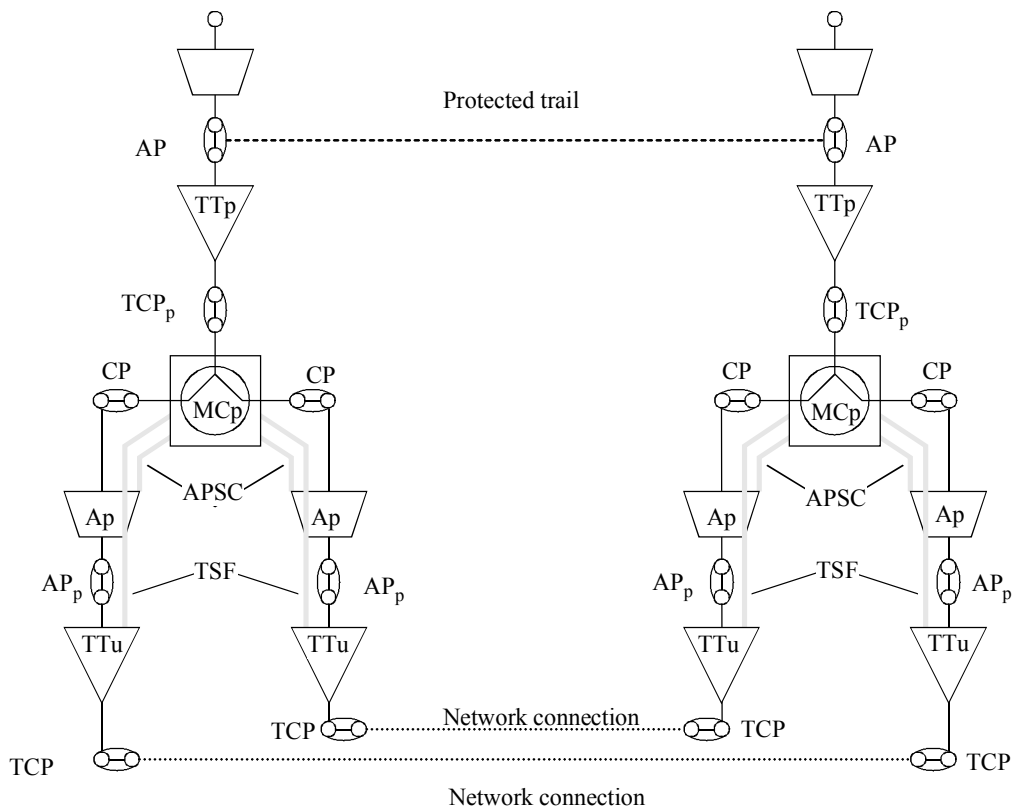 Protected trail
AP AP
TTp TTp
TCPp TCPp
CP CP CP CP
MCp MCp
APSC APSC
Ap Ap Ap Ap
TSF TSF
APp APp APp APp
TTu TTu TTu TTu
Network connection
TCP TCP
TCP TCP
Network connection